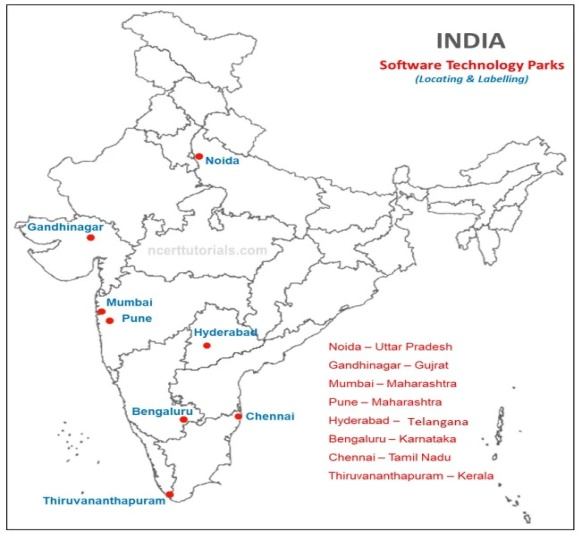 INDIA
Software Technology Parks
(Locating & Labelling)
Noida
Gandhinagar
ncerttutorials.com
Mumbai
Pune
Hyderabad
Bengaluru
Chennai
Thiruvananthapuram
Noida – Uttar Pradesh
Gandhinagar – Gujrat
Mumbai – Maharashtra
Pune – Maharashtra
Hyderabad – Telangana
Bengaluru – Karnataka
Chennai – Tamil Nadu
Thiruvananthapuram – Kerala